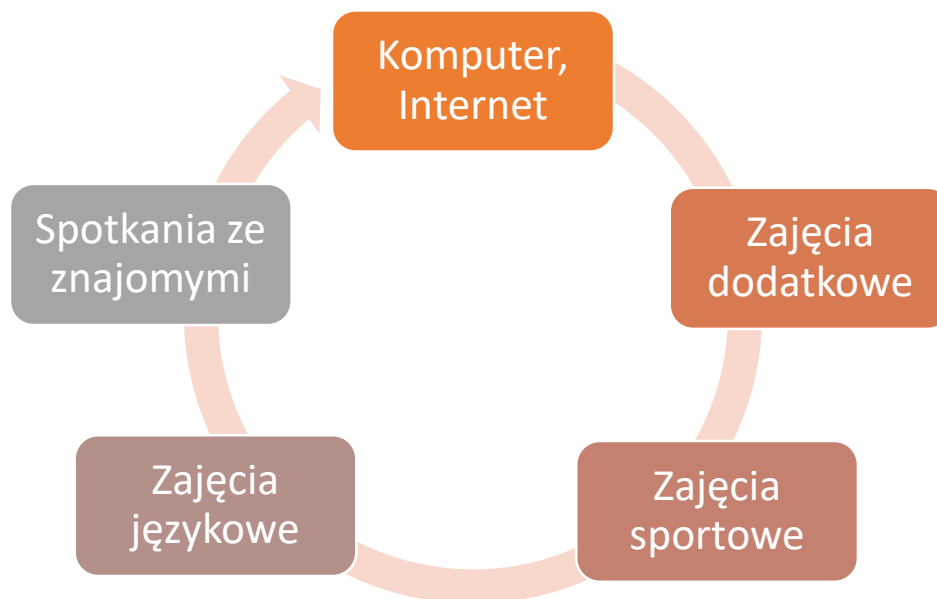 Komputer,
Internet
Zajęcia
dodatkowe
Zajęcia
sportowe
Zajęcia
językowe
Spotkania ze
znajomymi